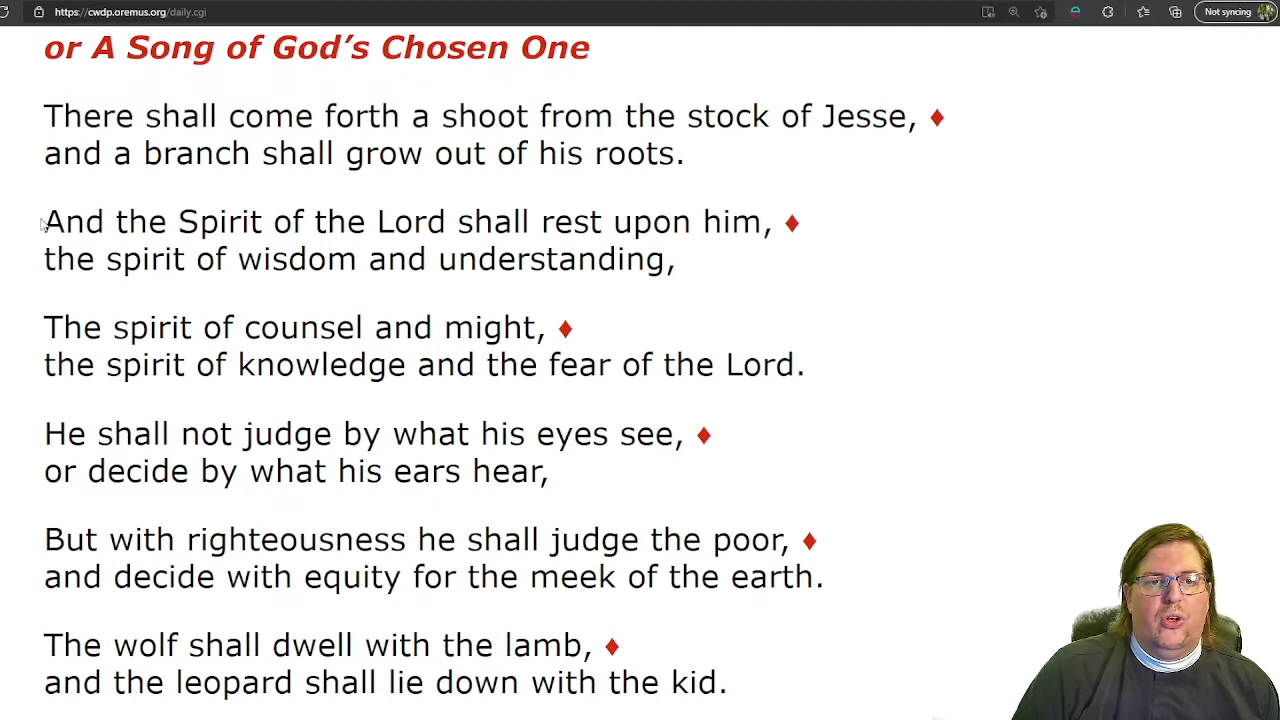 https://cwdp.oremus.org/daily.cgi
Not syncing
or A Song of God’s Chosen One
There shall come forth a shoot from the stock of Jesse, ♦
and a branch shall grow out of his roots.
And the Spirit of the Lord shall rest upon him, ♦
the spirit of wisdom and understanding,
The spirit of counsel and might, ♦
the spirit of knowledge and the fear of the Lord.
He shall not judge by what his eyes see, ♦
or decide by what his ears hear,
But with righteousness he shall judge the poor, ♦
and decide with equity for the meek of the earth.
The wolf shall dwell with the lamb, ♦
and the leopard shall lie down with the kid.